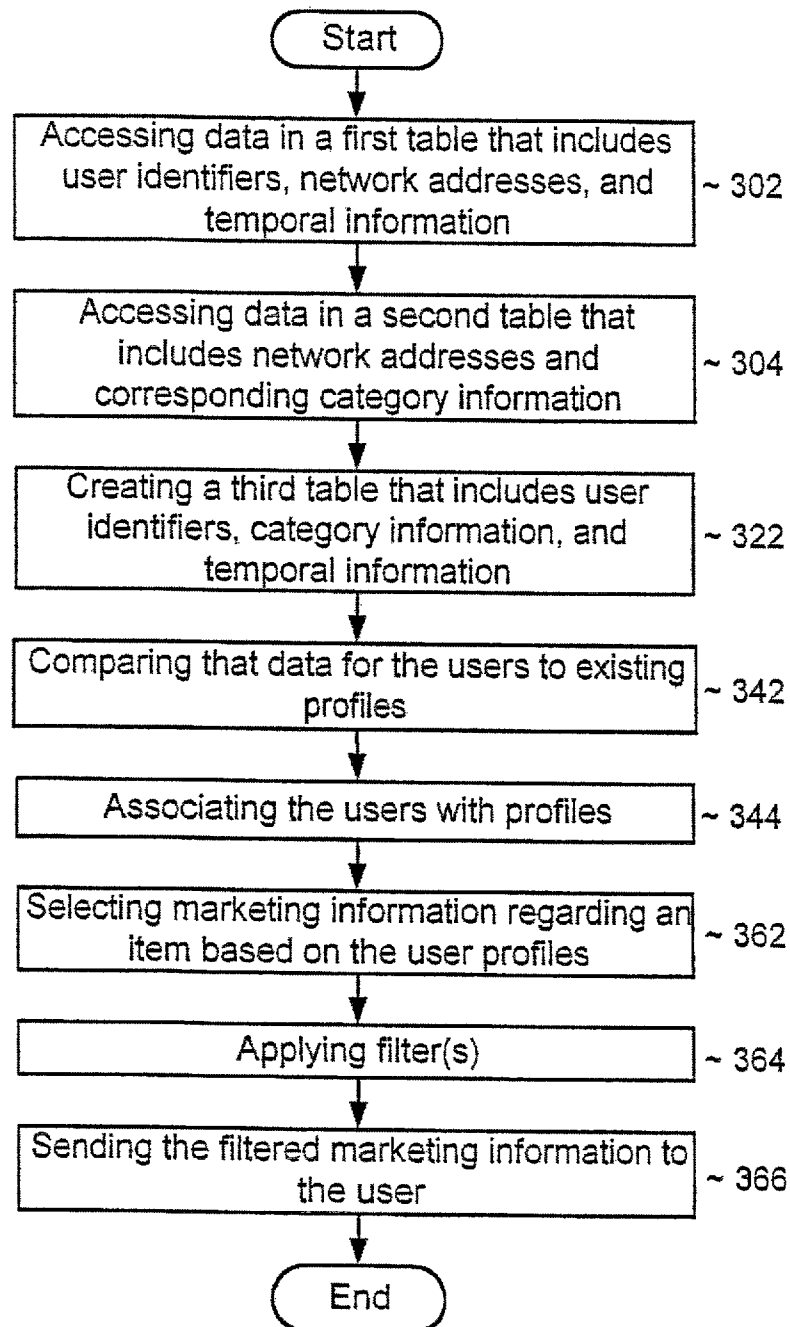 Start
Accessing data in a first table that includes
user identifiers, network addresses, and
temporal information
~ 302
Accessing data in a second table that
includes network addresses and
corresponding category information
~ 304
Creating a third table that includes user
identifiers, category information, and
temporal information
~ 322
Comparing that data for the users to existing
profiles
~ 342
Associating the users with profiles
~ 344
Selecting marketing information regarding an
item based on the user profiles
~ 362
Applying filter(s)
~ 364
Sending the filtered marketing information to
the user
~ 366
End